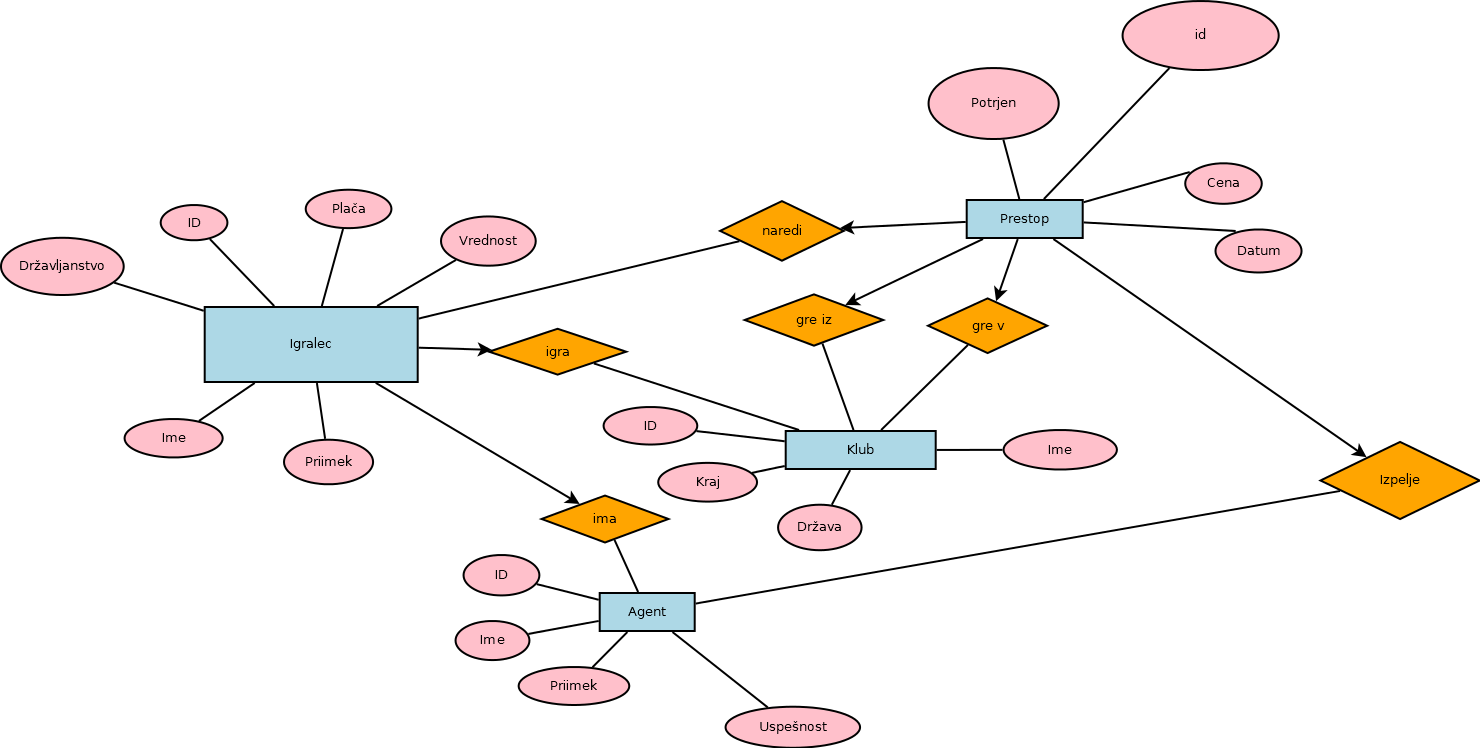 id
Potrjen
Cena
Prestop
Datum
ID
Plača
Vrednost
naredi
Državljanstvo
gre iz
gre v
Igralec
igra
ID
Klub
Ime
Ime
Priimek
Kraj
Izpelje
ima
Država
ID
Agent
Ime
Priimek
Uspešnost